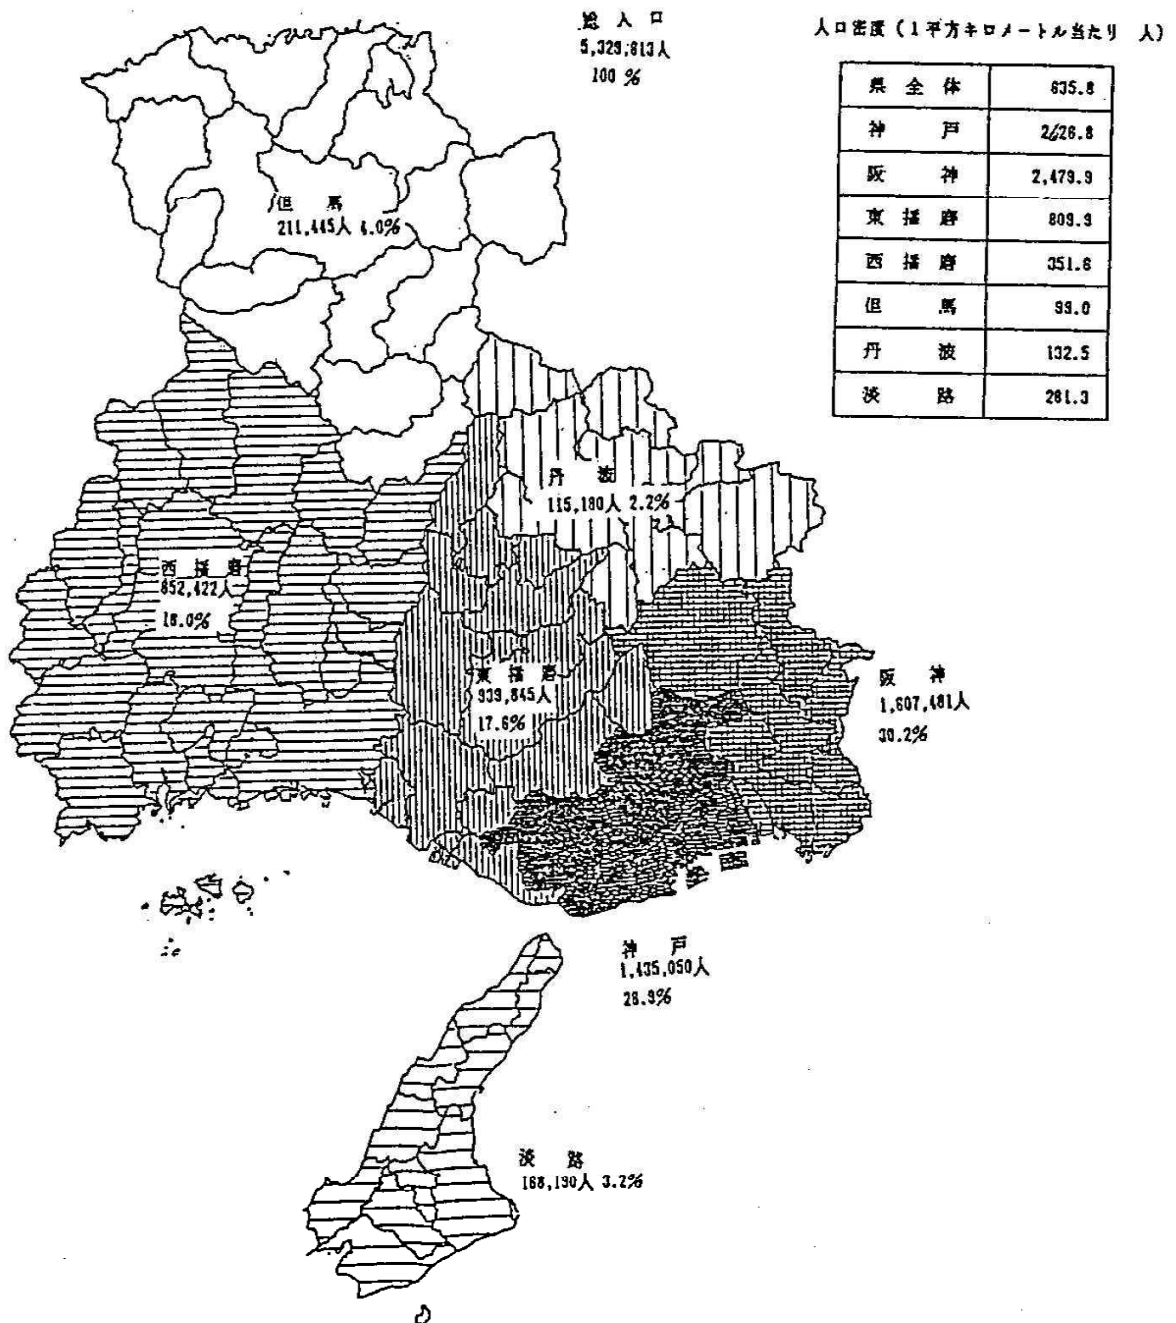 総人口
5,329,813人
100 %
人口密度(1平方キロメートル当たり 人)
県全体 635.8
神戸 2,626.8
阪神 2,479.9
東播磨 809.9
西播磨 351.6
但馬 99.0
丹波 132.5
淡路 281.3
但馬
211,445人 4.0%
丹波
115,180人 2.2%
西播磨
852,422人
16.0%
東播磨
939,845人
17.6%
阪神
1,607,481人
30.2%
神戸
1,435,050人
26.9%
淡路
168,190人 3.2%